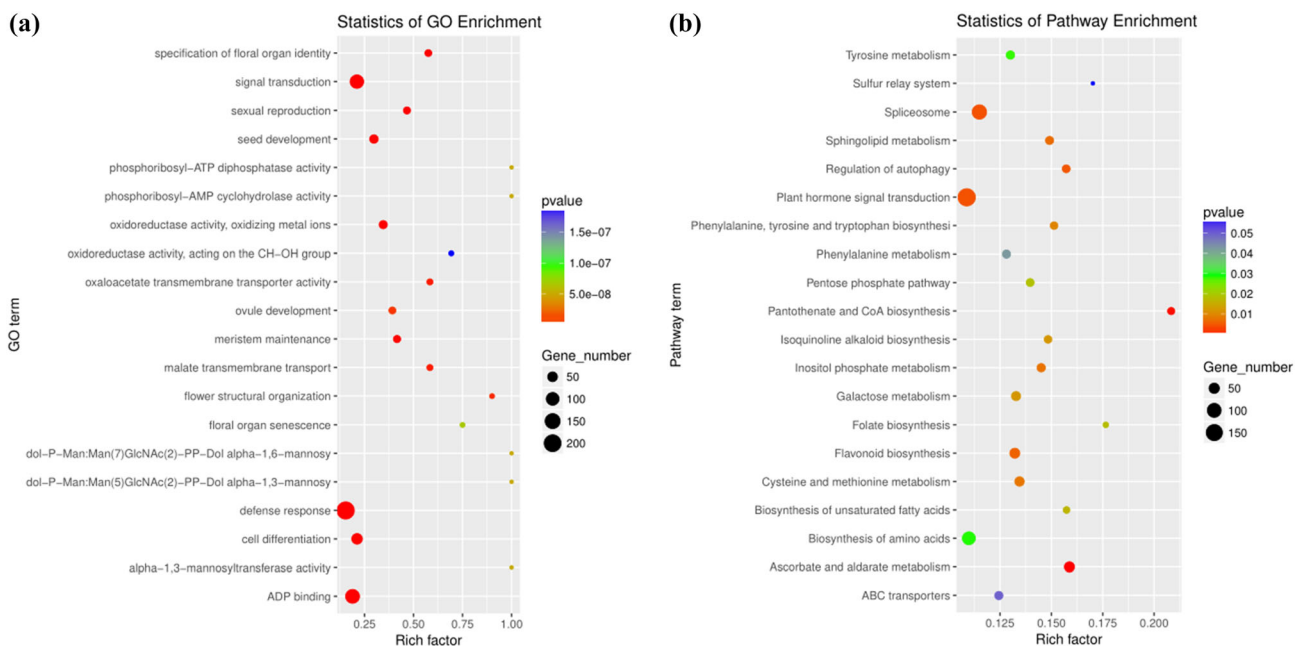 (a)
Statistics of GO Enrichment
GO term
specification of floral organ identity
signal transduction
sexual reproduction
seed development
phosphoribosyl−ATP diphosphatase activity
phosphoribosyl−AMP cyclohydrolase activity
oxidoreductase activity, oxidizing metal ions
oxidoreductase activity, acting on the CH−OH group
oxaloacetate transmembrane transporter activity
ovule development
meristem maintenance
malate transmembrane transport
flower structural organization
floral organ senescence
dol−P−Man:Man(7)GlcNAc(2)−PP−Dol alpha−1,6−mannosy
dol−P−Man:Man(5)GlcNAc(2)−PP−Dol alpha−1,3−mannosy
defense response
cell differentiation
alpha−1,3−mannosyltransferase activity
ADP binding
0.25 0.50 0.75 1.00
Rich factor
pvalue
1.5e−07
1.0e−07
5.0e−08
Gene_number
50
100
150
200
(b)
Statistics of Pathway Enrichment
Pathway term
Tyrosine metabolism
Sulfur relay system
Spliceosome
Sphingolipid metabolism
Regulation of autophagy
Plant hormone signal transduction
Phenylalanine, tyrosine and tryptophan biosynthesi
Phenylalanine metabolism
Pentose phosphate pathway
Pantothenate and CoA biosynthesis
Isoquinoline alkaloid biosynthesis
Inositol phosphate metabolism
Galactose metabolism
Folate biosynthesis
Flavonoid biosynthesis
Cysteine and methionine metabolism
Biosynthesis of unsaturated fatty acids
Biosynthesis of amino acids
Ascorbate and aldarate metabolism
ABC transporters
0.125 0.150 0.175 0.200
Rich factor
pvalue
0.05
0.04
0.03
0.02
0.01
Gene_number
50
100
150